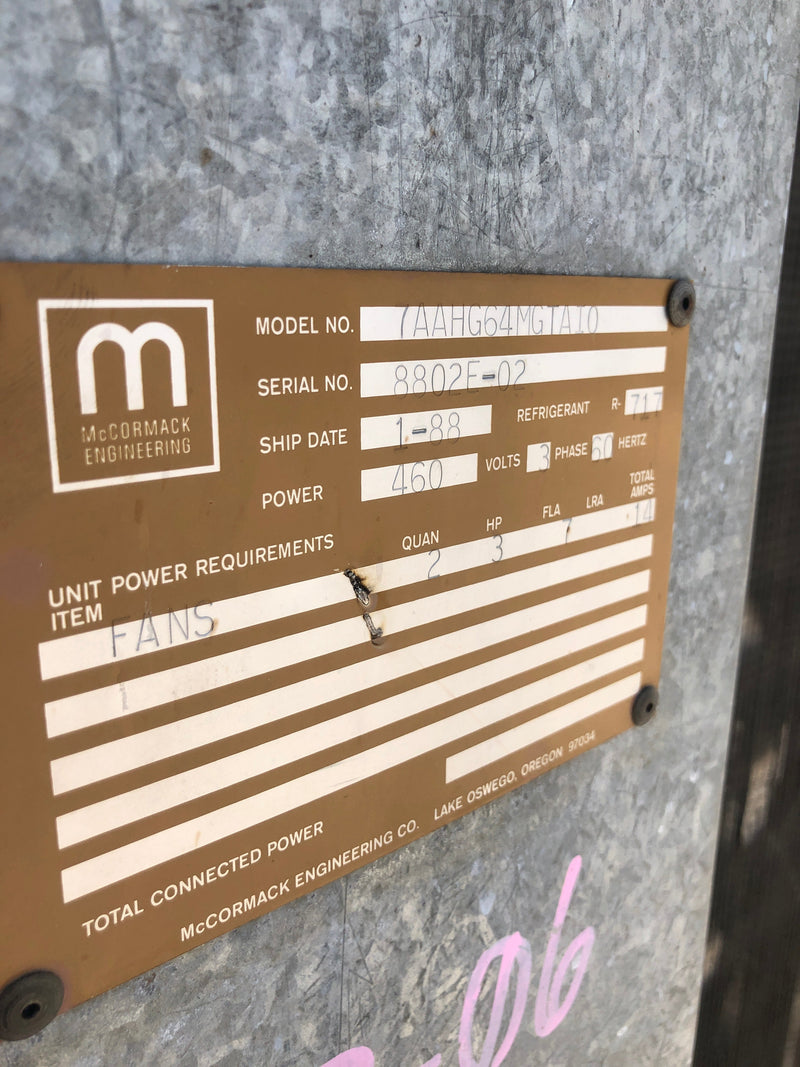 m
McCORMACK
ENGINEERING
MODEL NO. 7AAHG64MGTA10
SERIAL NO. 8802E-02
SHIP DATE 1-88 REFRIGERANT R-717
POWER 460 VOLTS 3 PHASE 60 HERTZ
UNIT POWER REQUIREMENTS
ITEM QUAN HP FLA LRA TOTAL AMPS
FANS 2 3 7 14
TOTAL CONNECTED POWER
McCORMACK ENGINEERING CO. LAKE OSWEGO, OREGON 97034
-06